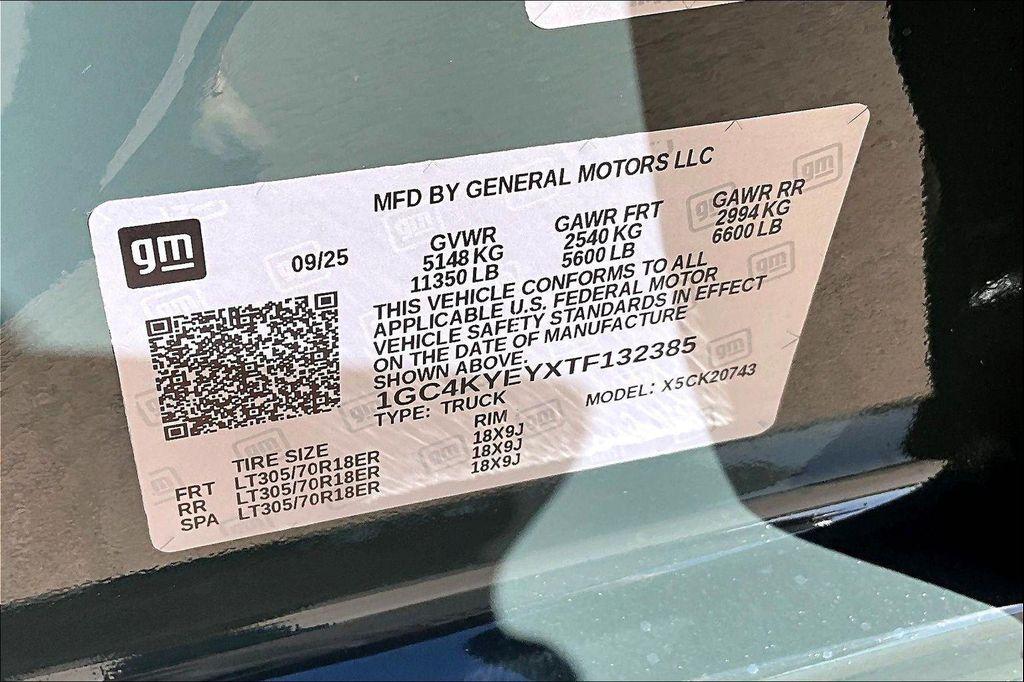 MFD BY GENERAL MOTORS LLC
gm
09/25
GVWR GAWR FRT GAWR RR
5148 KG 2540 KG 2994 KG
11350 LB 5600 LB 6600 LB
THIS VEHICLE CONFORMS TO ALL
APPLICABLE U.S. FEDERAL MOTOR
VEHICLE SAFETY STANDARDS IN EFFECT
ON THE DATE OF MANUFACTURE
SHOWN ABOVE.
1GC4KYEYXTF132385
TYPE: TRUCK MODEL: X5CK20743
TIRE SIZE RIM
FRT LT305/70R18ER 18X9J
RR LT305/70R18ER 18X9J
SPA LT305/70R18ER 18X9J